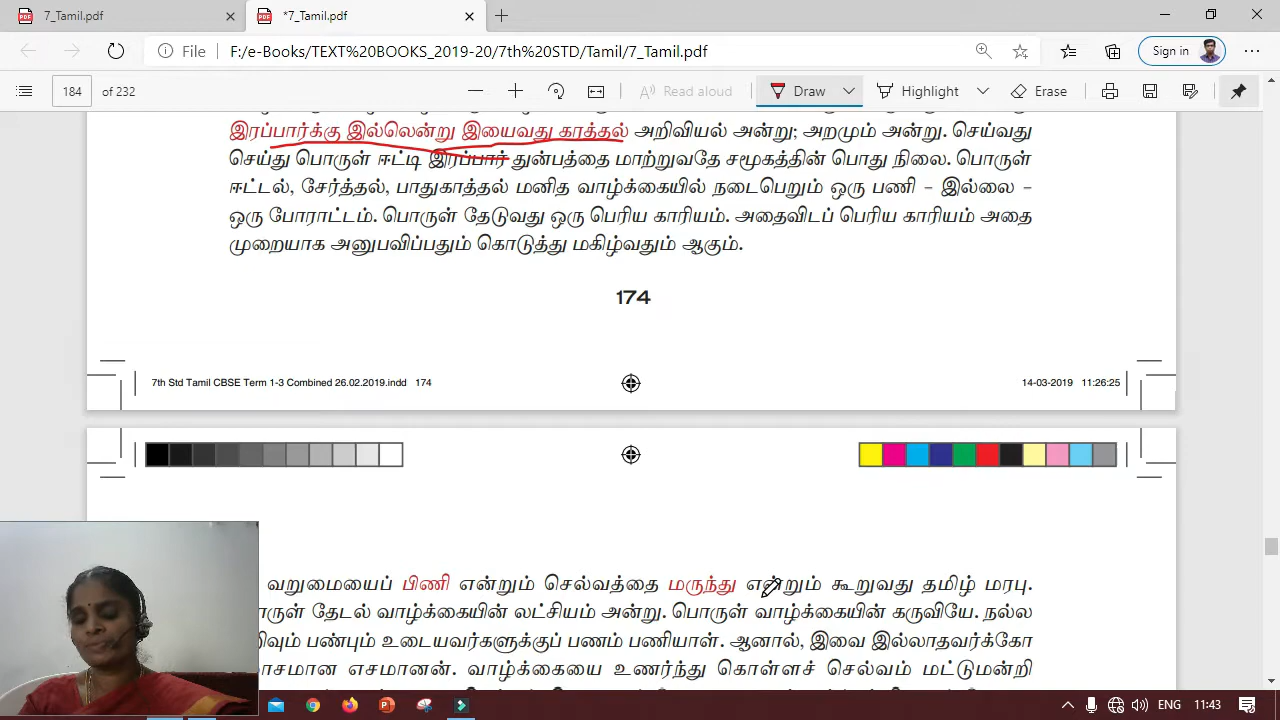 7_Tamil.pdf
*7_Tamil.pdf
File F:/e-Books/TEXT%20BOOKS_2019-20/7th%20STD/Tamil/7_Tamil.pdf Sign in
184 of 232 Read aloud Draw Highlight Erase
இரப்பார்க்கு இல்லென்று இயைவது கரத்தல் அறிவியல் அன்று; அறமும் அன்று. செய்வது
செய்து பொருள் ஈட்டி இரப்பார் துன்பத்தை மாற்றுவதே சமூகத்தின் பொது நிலை. பொருள்
ஈட்டல், சேர்த்தல், பாதுகாத்தல் மனித வாழ்க்கையில் நடைபெறும் ஒரு பணி – இல்லை –
ஒரு போராட்டம். பொருள் தேடுவது ஒரு பெரிய காரியம். அதைவிடப் பெரிய காரியம் அதை
முறையாக அனுபவிப்பதும் கொடுத்து மகிழ்வதும் ஆகும்.
174
7th Std Tamil CBSE Term 1-3 Combined 26.02.2019.indd 174
14-03-2019 11:26:25
வறுமையைப் பிணி என்றும் செல்வத்தை மருந்து என்றும் கூறுவது தமிழ் மரபு.
தேடல் வாழ்க்கையின் லட்சியம் அன்று. பொருள் வாழ்க்கையின் கருவியே. நல்ல
பண்பும் உடையவர்களுக்குப் பணம் பணியாள். ஆனால், இவை இல்லாதவர்க்கோ
எசமானன். வாழ்க்கையை உணர்ந்து கொள்ளச் செல்வம் மட்டுமன்றி
ENG 11:43